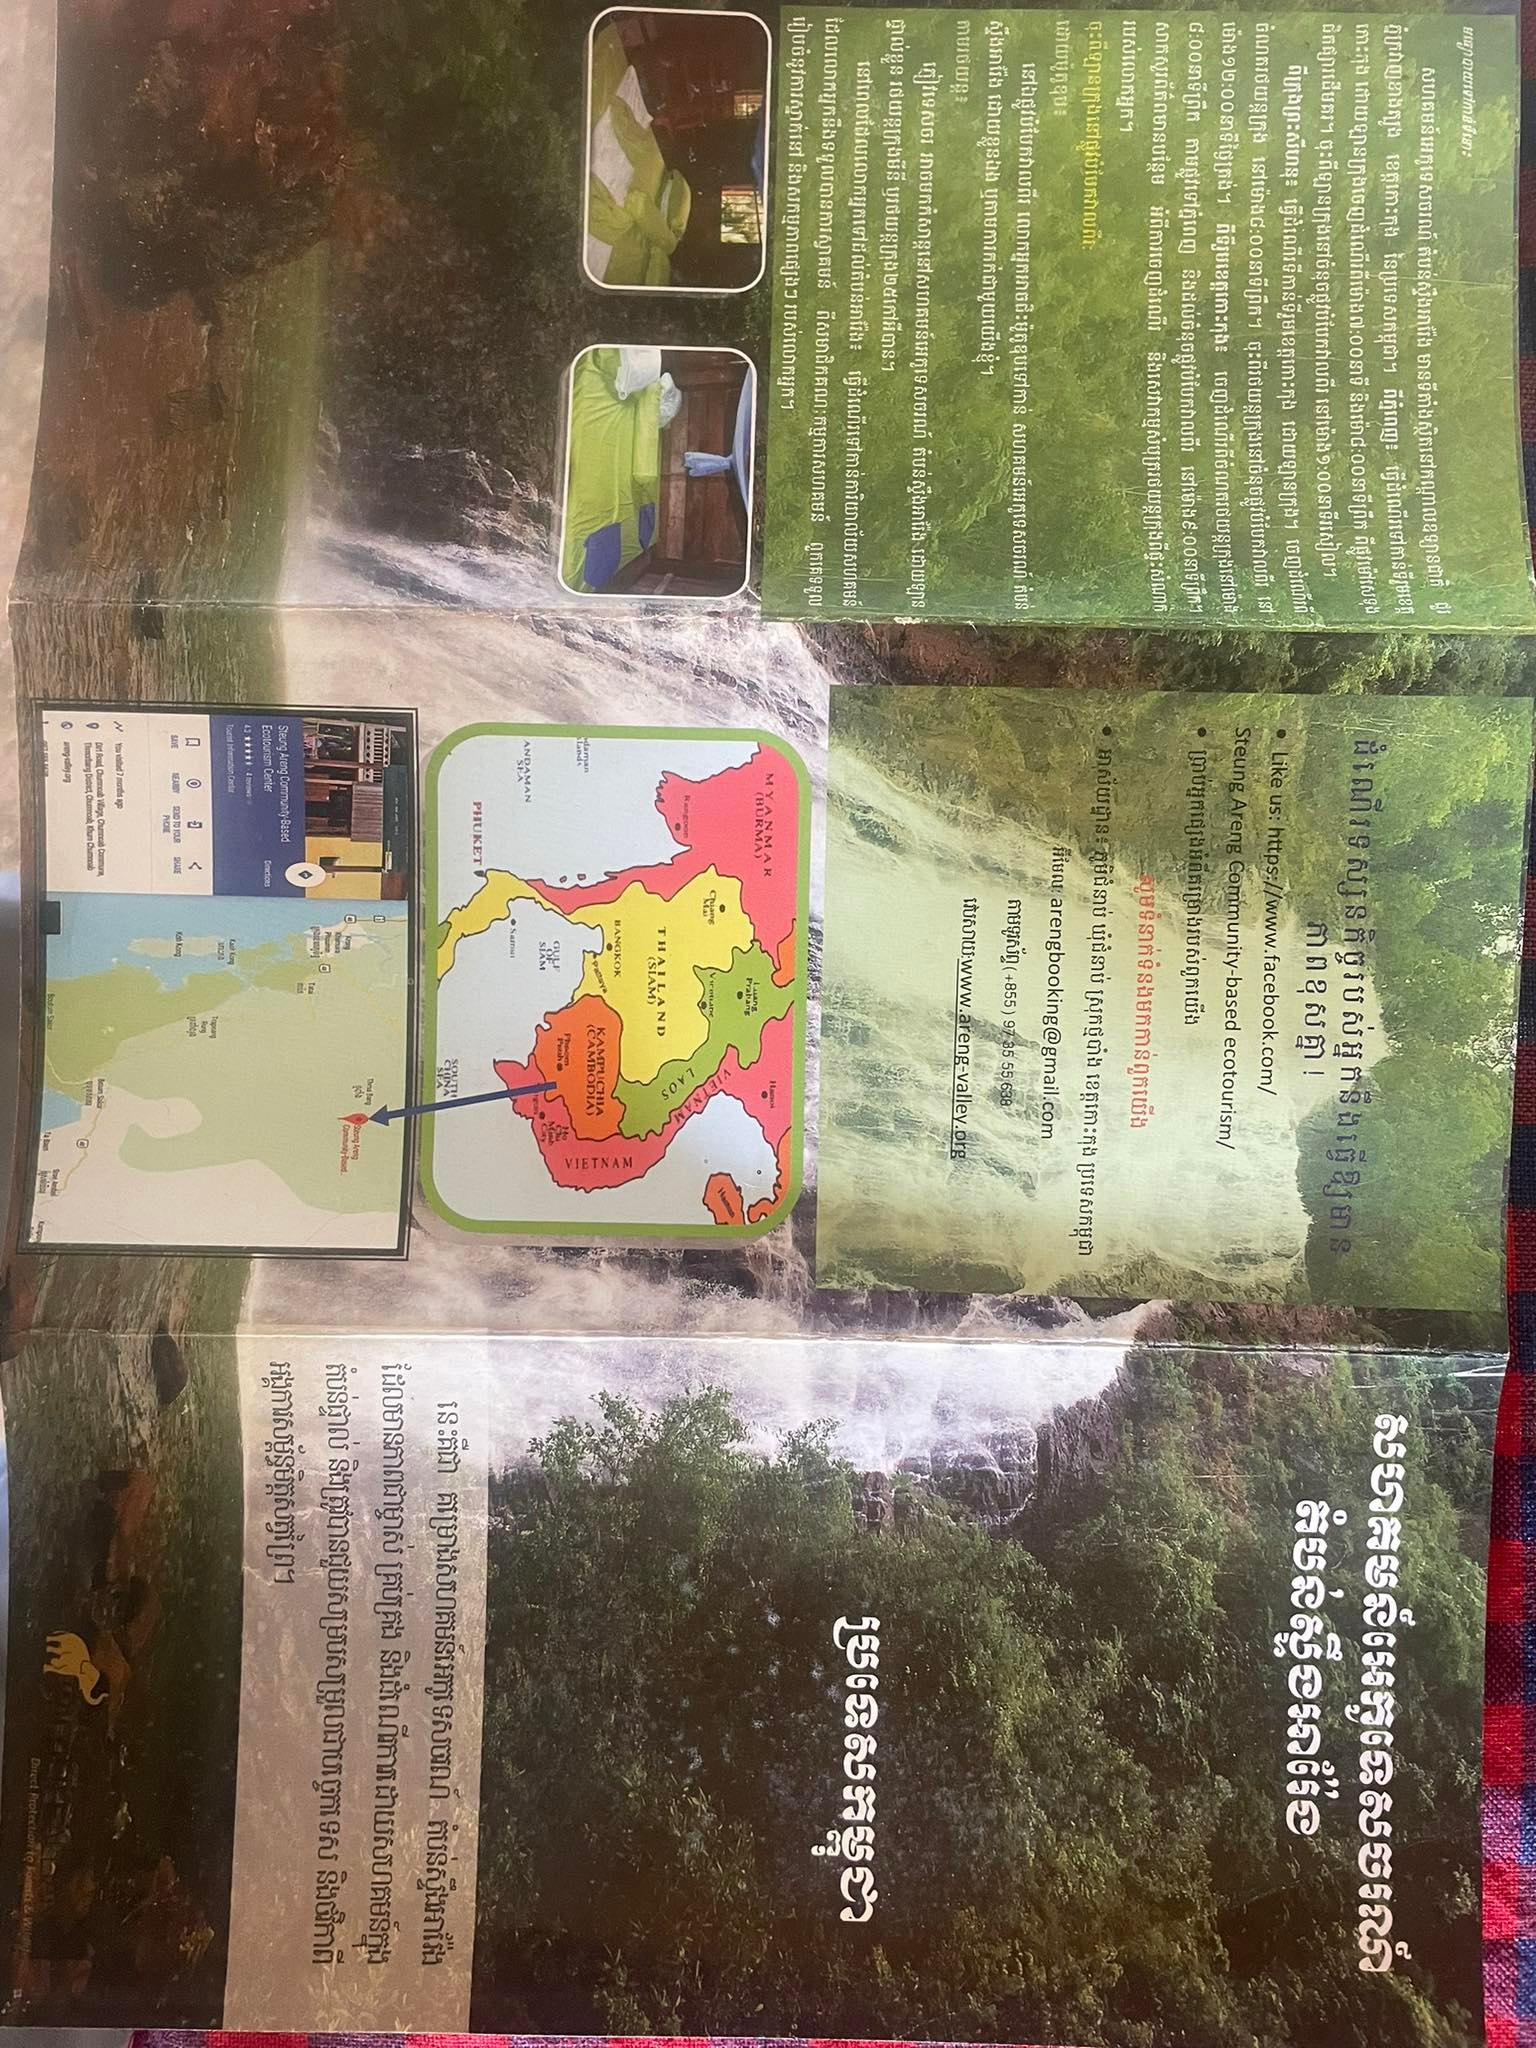 មធ្យោបាយទៅកាន់ទីនោះ
សហគមន៍អេកូទេសចរណ៍ តំបន់ស្ទឹងអារ៉ែង មានទីតាំងស្ថិតនៅកណ្តាលឧទ្យានជាតិ ជួរ
ភ្នំក្រវាញខាងត្បូង ខេត្តកោះកុង នៃប្រទេសកម្ពុជា។ ពីភ្នំពេញ៖ ធ្វើដំណើរទៅកាន់ទីរួមខេត្ត
កោះកុង ដោយឡានក្រុងចេញដំណើរពីម៉ោង៧:០០នាទី និងម៉ោ៨:០០នាទីព្រឹក ពីផ្លូវម៉ៅសេទុង
ជិតផ្សារដើមគរ។ ចុះពីឡានក្រុងនៅចំនុចផ្លូវបំបែកវាលពីរ នៅម៉ោង១:០០នាទីរសៀល។
ពីក្រុងព្រះសីហនុ៖ ធ្វើដំណើរទីកាន់ទីរួមខេត្តកោះកុង ដោយឡានក្រុង។ ចេញដំណើរពី
ចំណតរថយន្តក្រុង នៅម៉ោង៨:០០នាទីព្រឹក។ ចុះពីរថយន្តក្រុងនៅចំនុចផ្លូវបំបែកវាលពីរ នៅ
ម៉ោង១២:០០នាទីថ្ងៃត្រង់។ ពីទីរួមខេត្តកោះកុង៖ ចេញដំណើរពីចំណតរថយន្តក្រុងនៅម៉ោង
៨:០០នាទីព្រឹក តាមផ្លូវទៅភ្នំពេញ និងដល់ចំនុចផ្លូវបំបែកវាលពីរ នៅម៉ោង៩:០០នាទីព្រឹក។
សាកសួរព័ត៌ពមានបន្ថែម អំពីការចេញដំណើរ និងសេវាកម្មសំបុត្ររថយន្តក្រុងពីផ្ទះសំណាក់
របស់លោកអ្នក។
ចុះពីឡានក្រុងនៅផ្លូវបំបែកវាលពីរ:
ដោយម៉ូតូឌុប៖
នៅឯផ្លូវបំបែកវាលពីរ លោកអ្នកអាចជិះម៉ូតូឌុបទៅកាន់ សហគមន៍អេកូទេសចរណ៍ តំបន់
ស្ទឹងអារ៉ែង ដោយខ្លួនឯង ឬតាមការកក់ជាមួយយើងខ្ញុំ។
តាមរថយន្ត៖
ភ្ញៀវទេសចរ អាចមកកំសាន្តនៅសហគមន៍អេកូទេសចរណ៍ តំបន់ស្ទឹងអារ៉ែង ដោយឡាន
ផ្ទាល់ខ្លួន រថយន្តក្រុងមីនី ឬរថយន្តក្រុង២៥កៅអីបាន។
នៅពេលដែលលោកអ្នកទៅដល់តំបន់អារ៉ែង៖ ធ្វើដំណើរទៅកាន់ការិយាល័យសហគមន៍
ដែលលោកអ្នកនឹងទទួលបានការស្វាគមន៍ ពីសមាជិកគណ:កម្មការសហគមន៍ ពួកគេទទួល
រៀបចំនូវការស្នាក់នៅ និងសកម្មភាពផ្សេងៗ របស់លោកអ្នក។
ដំណើរទស្សនកិច្ចរបស់អ្នកនឹងធ្វើឱ្យមាន
ភាពខុសគ្នា!
• Like us: https://www.facebook.com/
Steung Areng Community-based ecotourism/
• ប្រាប់អ្នកផ្សេងអំពីគម្រោងរបស់ពួកយើង
សូមទំនាក់ទំនងមកកាន់ពួកយើង
• អាស័យដ្ឋាន៖ ភូមិជំនាប់ ឃុំជំនាប់ ស្រុកថ្មបាំង ខេត្តកោះកុង ប្រទេសកម្ពុជា
អ៊ីមែល: arengbooking@gmail.com
តាមទូរស័ព្ទ(+855) 97 35 55 638
វេបសាយ:www.areng-valley.org
MYANMAR
(BURMA)
Hanoi
Luang
Prabang
Hainan
Chiang
Mai
Vientiane
VIETNAM
LAOS
Rangoon
THAILAND
(SIAM)
BANGKOK
Pattaya
KAMPUCHIA
(CAMBODIA)
VIETNAM
Phnom
Penh
Ho
Chi
Minh
City
GULF
OF
SIAM
ANDAMAN
SEA
Samui
PHUKET
SOUTH
CHINA
SEA
Thma Bang
Steung Areng
Community-Based..
Krong
Khemara
Phoumin
48
Tatai
តាតៃ
Steung Areng Community-Based
Ecotourism Center
Directions
4.3 ★★★★★ - 4 reviews
Tourist Information Center
SAVE
NEARBY
SEND TO YOUR
PHONE
SHARE
Kaoh Kong
កោះកុង
Trapeang
Rung
Koh Kong
You visited 7 months ago
Dirt Road, Chumnoab Village, Chumnoab Commune,
Thmorbang District, Chumnoab, Khum Chumnoab
areng-valley.org
Botum Sakor
Boutum Sakor
Srae Ambel
Ta Baen
សហគមន៍អេកូទេសចរណ៍
តំបន់ស្ទឹងអារ៉ែង
ប្រទេសកម្ពុជា
នេះគឺជា គម្រោងសហគមន៍អេកូទេសចរណ៍ តំបន់ស្ទឹងអារ៉ែង
ដែលមានភាពជាម្ចាស់ គ្រប់គ្រង និងដំណើរការដោយសហគមន៍ក្នុង
តំបន់ផ្ទាល់ និងត្រូវបានជួយសម្របសម្រួលជាបច្ចេកទេស និងថវិកាពី
អង្គការសម្ព័ន្ធមិត្តសត្វព្រៃ។
Direct Protection to Forests & Wildlife